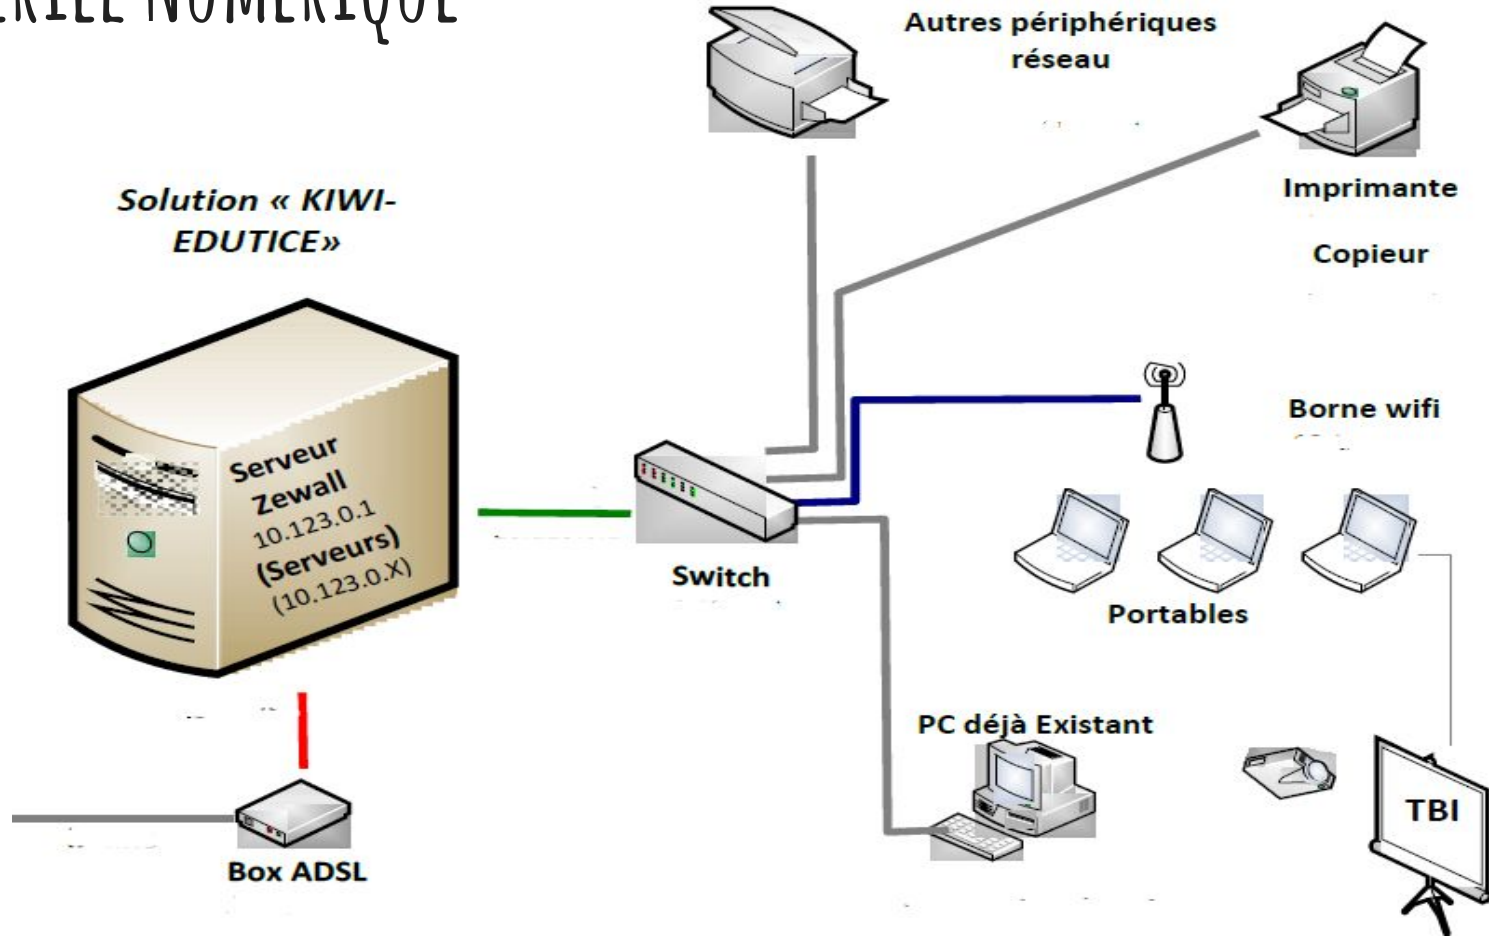 NUMÉRIQUE
Autres périphériques
réseau
Imprimante
Copieur
Solution « KIWI-
EDUTICE»
Serveur
Zewall
10.123.0.1
(Serveurs)
(10.123.0.X)
Borne wifi
Switch
Portables
PC déjà Existant
TBI
Box ADSL